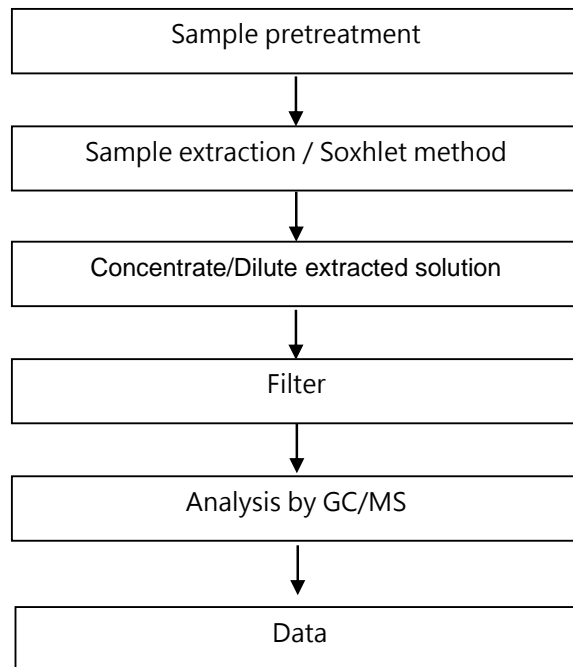 Sample pretreatment
Sample extraction / Soxhlet method
Concentrate/Dilute extracted solution
Filter
Analysis by GC/MS
Data